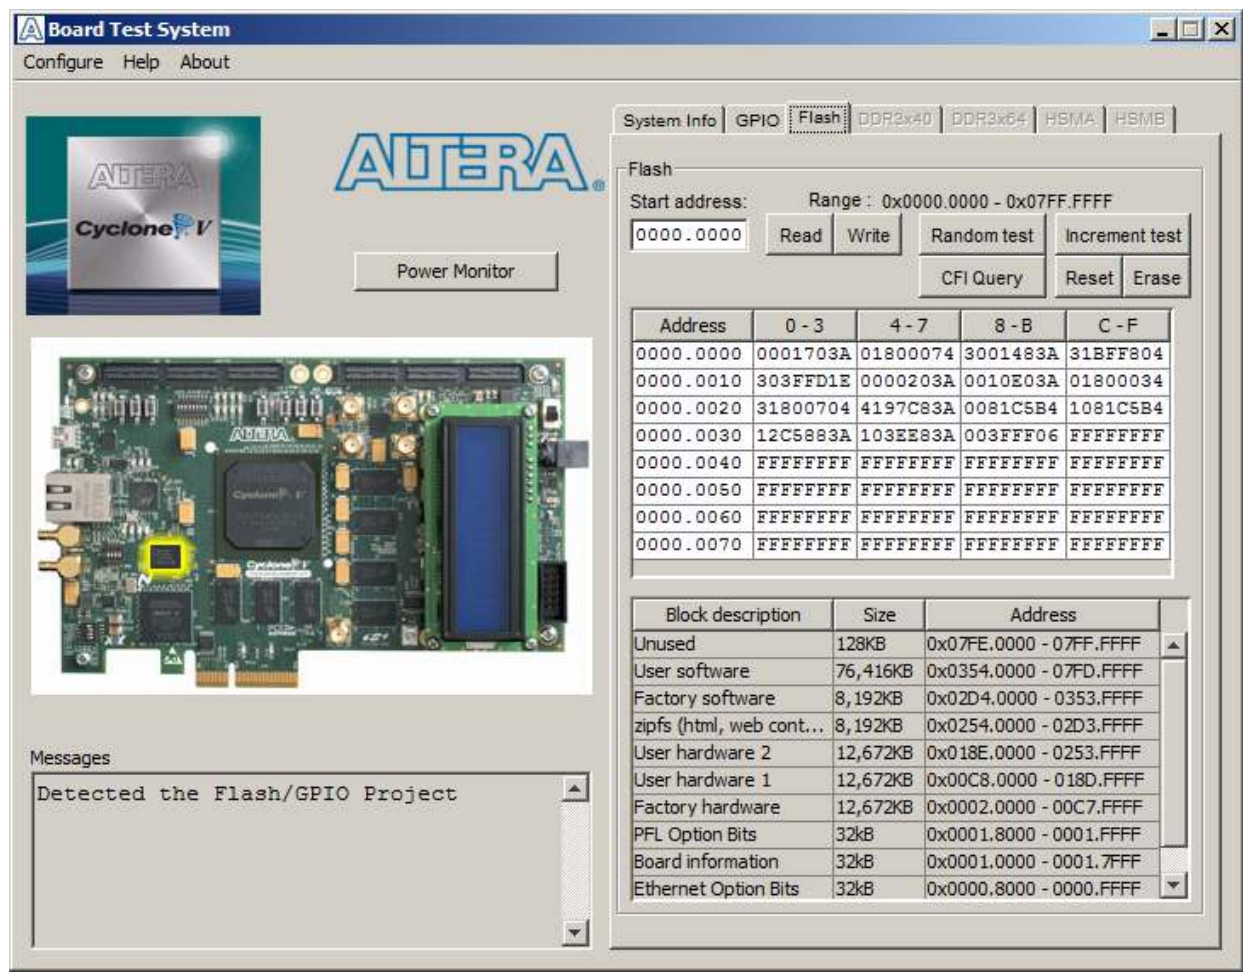 Board Test System
Configure Help About
ALTERA
Cyclone V
ALTERA®
Power Monitor
ALTERA
Cyclone V
Cyclone V
Messages
Detected the Flash/GPIO Project
System Info GPIO Flash DDR3x40 DDR3x64 HSMA HSMB
Flash
Start address: Range : 0x0000.0000 - 0x07FF.FFFF
0000.0000 Read Write Random test Increment test
CFI Query Reset Erase
Address 0 - 3 4 - 7 8 - B C - F
0000.0000 0001703A 01800074 3001483A 31BFF804
0000.0010 303FFD1E 0000203A 0010E03A 01800034
0000.0020 31800704 4197C83A 0081C5B4 1081C5B4
0000.0030 12C5883A 103EE83A 003FFF06 FFFFFFFF
0000.0040 FFFFFFFF FFFFFFFF FFFFFFFF FFFFFFFF
0000.0050 FFFFFFFF FFFFFFFF FFFFFFFF FFFFFFFF
0000.0060 FFFFFFFF FFFFFFFF FFFFFFFF FFFFFFFF
0000.0070 FFFFFFFF FFFFFFFF FFFFFFFF FFFFFFFF
Block description Size Address
Unused 128KB 0x07FE.0000 - 07FF.FFFF
User software 76,416KB 0x0354.0000 - 07FD.FFFF
Factory software 8,192KB 0x02D4.0000 - 0353.FFFF
zipfs (html, web cont... 8,192KB 0x0254.0000 - 02D3.FFFF
User hardware 2 12,672KB 0x018E.0000 - 0253.FFFF
User hardware 1 12,672KB 0x00C8.0000 - 018D.FFFF
Factory hardware 12,672KB 0x0002.0000 - 00C7.FFFF
PFL Option Bits 32kB 0x0001.8000 - 0001.FFFF
Board information 32kB 0x0001.0000 - 0001.7FFF
Ethernet Option Bits 32kB 0x0000.8000 - 0000.FFFF